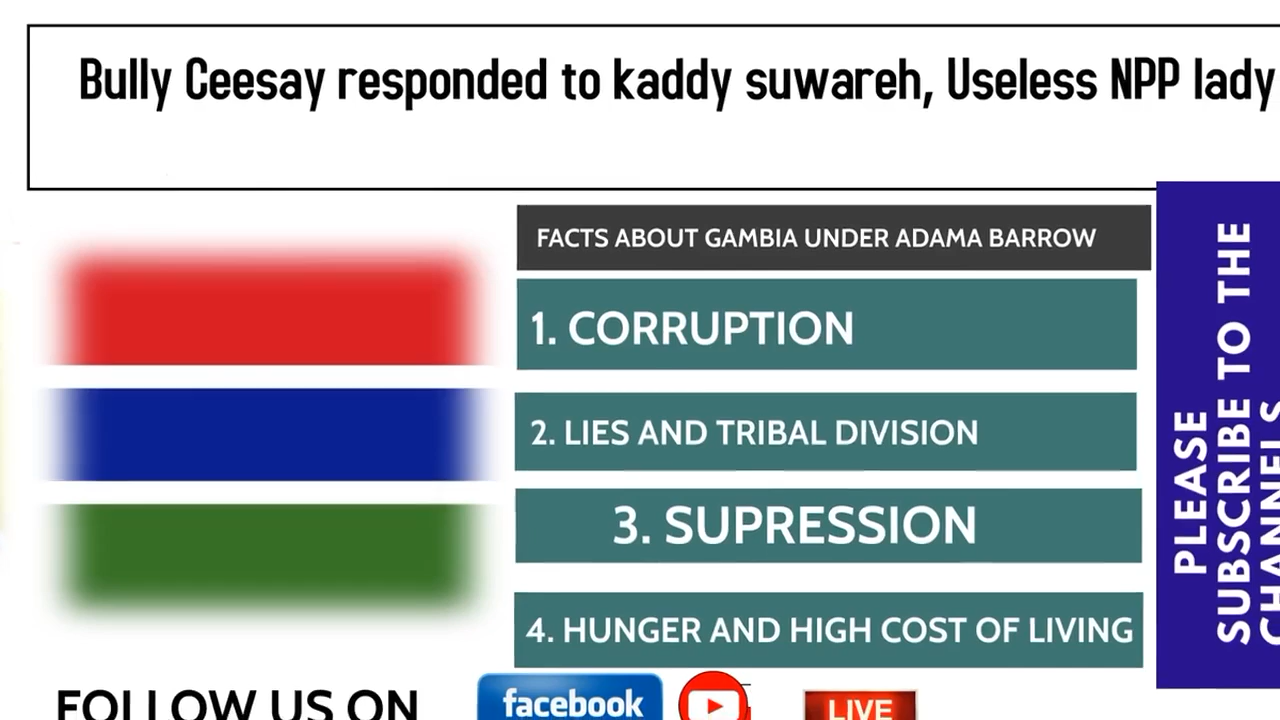 Bully Ceesay responded to kaddy suwareh, Useless NPP lady
FACTS ABOUT GAMBIA UNDER ADAMA BARROW
1. CORRUPTION
2. LIES AND TRIBAL DIVISION
3. SUPRESSION
4. HUNGER AND HIGH COST OF LIVING
PLEASE
SUBSCRIBE TO THE
CHANNELS
FOLLOW US ON
facebook
LIVE